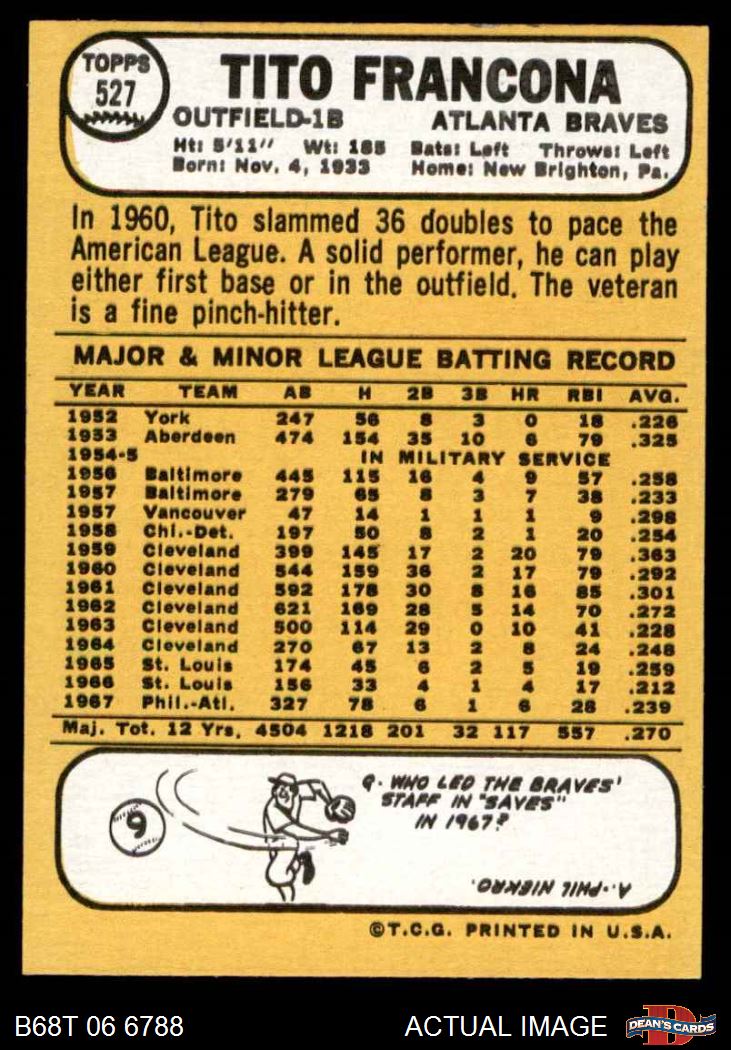 TOPPS
527
TITO FRANCONA
OUTFIELD-1B ATLANTA BRAVES
Ht: 5'11" Wt: 185 Bats: Left Throws: Left
Born: Nov. 4, 1933 Home: New Brighton, Pa.
In 1960, Tito slammed 36 doubles to pace the
American League. A solid performer, he can play
either first base or in the outfield. The veteran
is a fine pinch-hitter.
MAJOR & MINOR LEAGUE BATTING RECORD
YEAR TEAM AB H 2B 3B HR RBI AVG.
1952 York 247 56 8 3 0 18 .226
1953 Aberdeen 474 154 35 10 6 79 .325
1954-5 IN MILITARY SERVICE
1956 Baltimore 445 115 16 4 9 57 .258
1957 Baltimore 279 65 8 3 7 38 .233
1957 Vancouver 47 14 1 1 1 9 .298
1958 Chi.-Det. 197 50 8 2 1 20 .254
1959 Cleveland 399 145 17 2 20 79 .363
1960 Cleveland 544 159 36 2 17 79 .292
1961 Cleveland 592 178 30 8 16 85 .301
1962 Cleveland 621 169 28 5 14 70 .272
1963 Cleveland 500 114 29 0 10 41 .228
1964 Cleveland 270 67 13 2 8 24 .248
1965 St. Louis 174 45 6 2 5 19 .259
1966 St. Louis 156 33 4 1 4 17 .212
1967 Phil.-Atl. 327 78 6 1 6 28 .239
Maj. Tot. 12 Yrs. 4504 1218 201 32 117 557 .270
Q. WHO LED THE BRAVES'
STAFF IN "SAVES"
IN 1967?
9
A.-PHIL NIEKRO.
©T.C.G. PRINTED IN U.S.A.
B68T 06 6788 ACTUAL IMAGE
D
DEAN'S CARDS